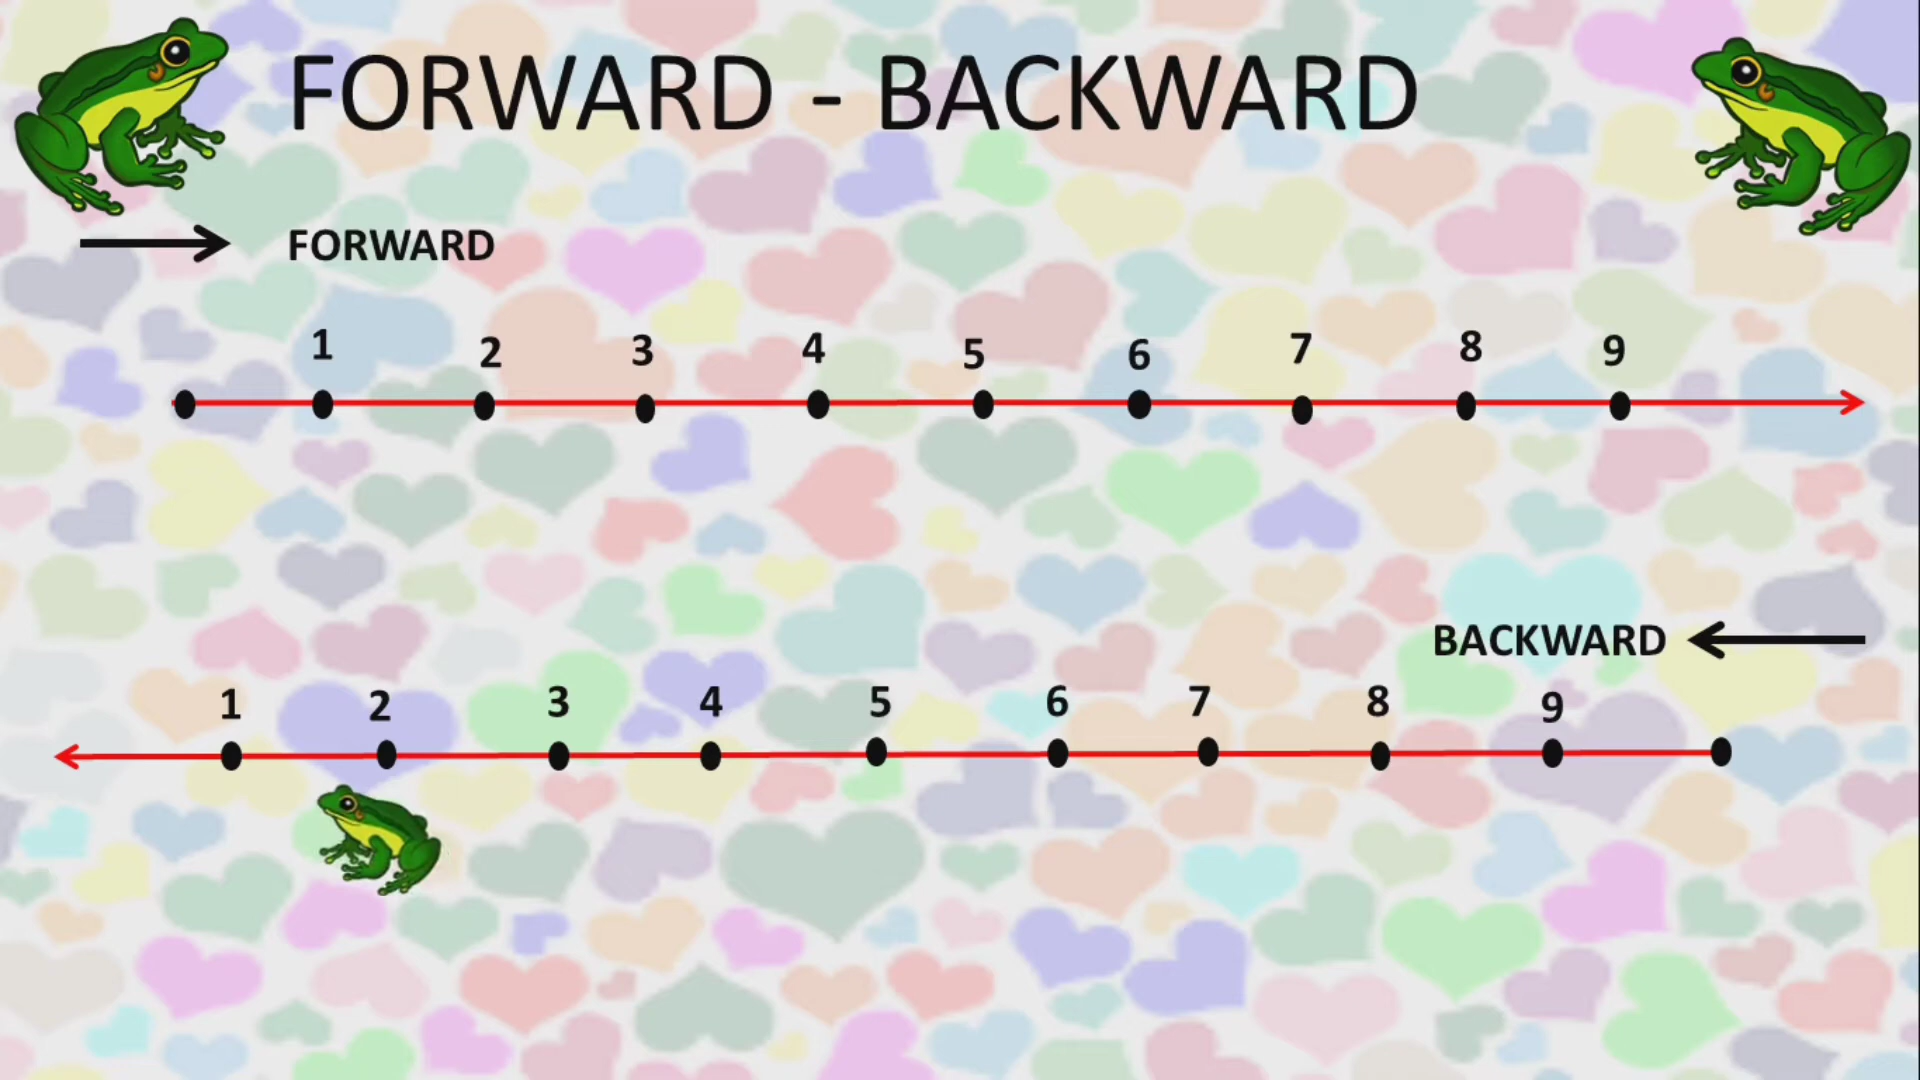 FORWARD - BACKWARD
FORWARD
1 2 3 4 5 6 7 8 9
BACKWARD
1 2 3 4 5 6 7 8 9